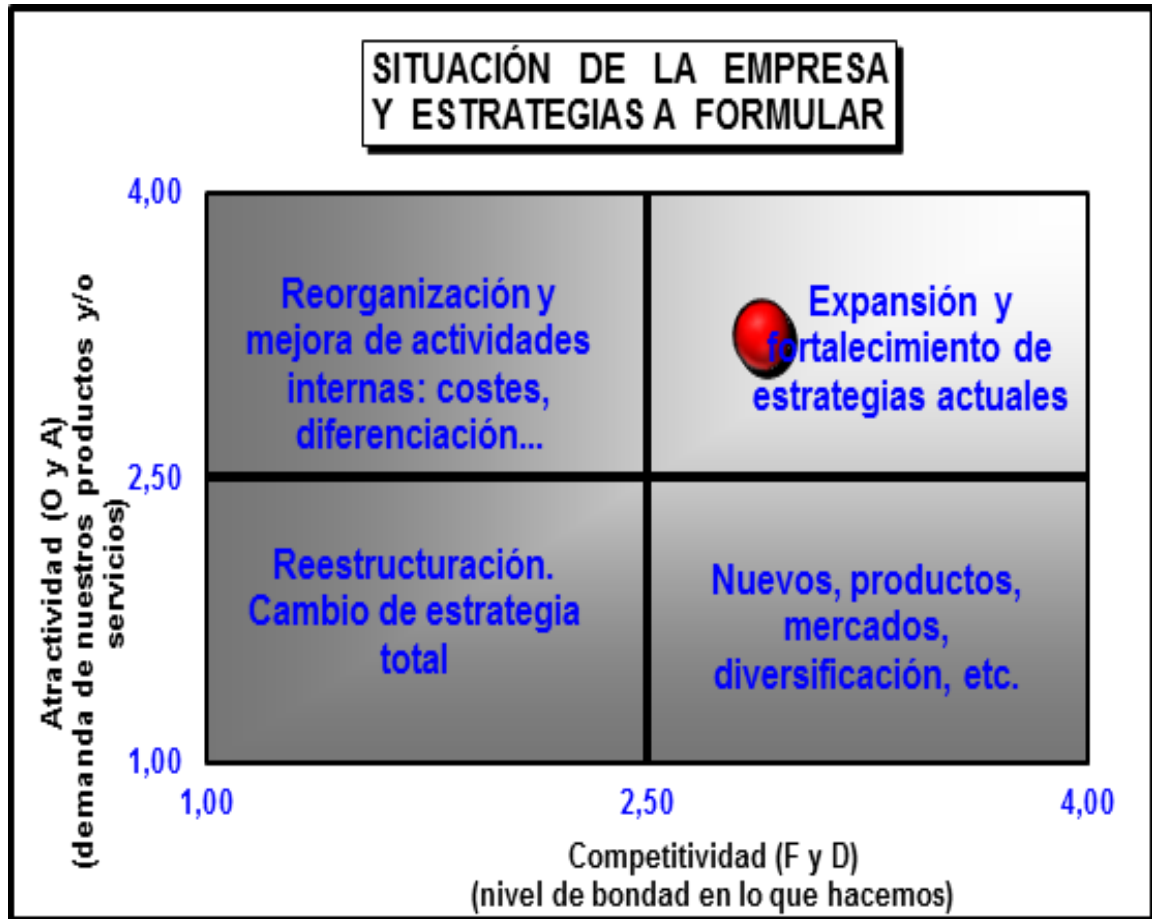 SITUACIÓN DE LA EMPRESA
Y ESTRATEGIAS A FORMULAR
4,00
Reorganización y
mejora de actividades
internas: costes,
diferenciación...
Expansión y
fortalecimiento de
estrategias actuales
2,50
Reestructuración.
Cambio de estrategia
total
Nuevos, productos,
mercados,
diversificación, etc.
1,00
1,00
2,50
4,00
Atractividad (O y A)
(demanda de nuestros productos y/o
servicios)
Competitividad (F y D)
(nivel de bondad en lo que hacemos)